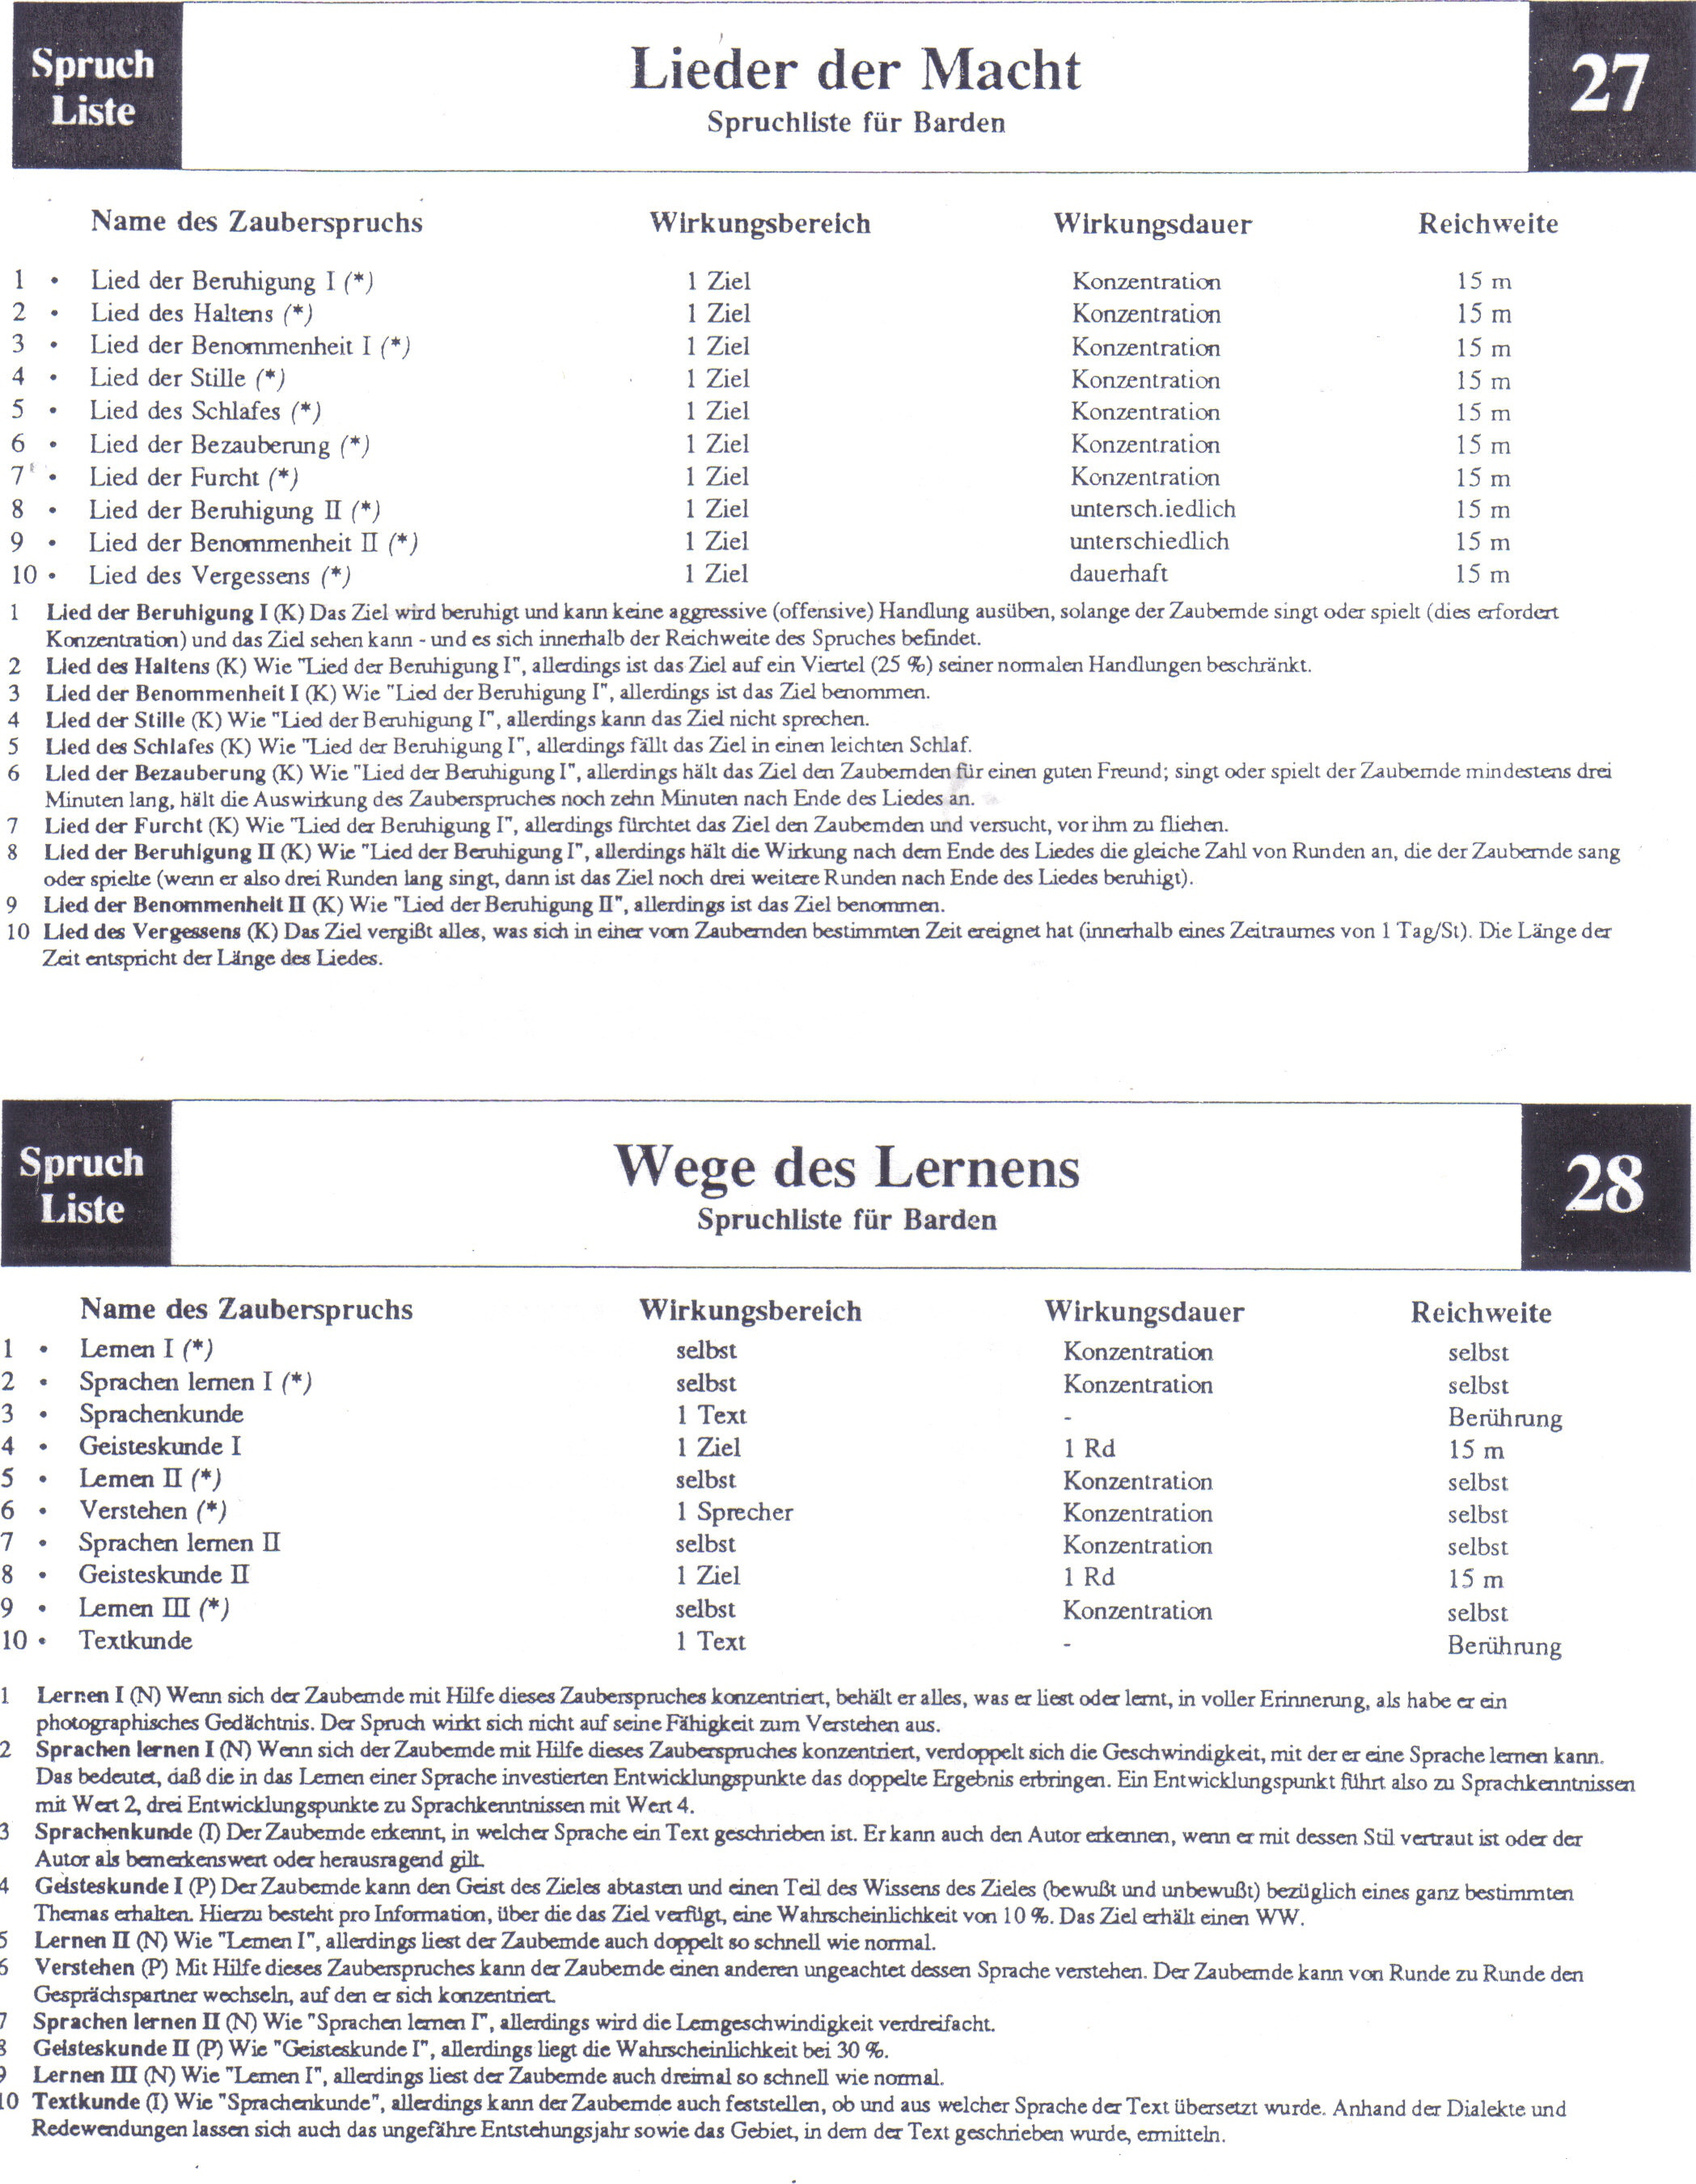 Spruch
Liste
Lieder der Macht
Spruchliste für Barden
27
Name des Zauberspruchs Wirkungsbereich Wirkungsdauer Reichweite
1 • Lied der Beruhigung I (*) 1 Ziel Konzentration 15 m
2 • Lied des Haltens (*) 1 Ziel Konzentration 15 m
3 • Lied der Benommenheit I (*) 1 Ziel Konzentration 15 m
4 • Lied der Stille (*) 1 Ziel Konzentration 15 m
5 • Lied des Schlafes (*) 1 Ziel Konzentration 15 m
6 • Lied der Bezauberung (*) 1 Ziel Konzentration 15 m
7 • Lied der Furcht (*) 1 Ziel Konzentration 15 m
8 • Lied der Beruhigung II (*) 1 Ziel untersch.iedlich 15 m
9 • Lied der Benommenheit II (*) 1 Ziel unterschiedlich 15 m
10 • Lied des Vergessens (*) 1 Ziel dauerhaft 15 m
1 Lied der Beruhigung I (K) Das Ziel wird beruhigt und kann keine aggressive (offensive) Handlung ausüben, solange der Zaubernde singt oder spielt (dies erfordert
Konzentration) und das Ziel sehen kann - und es sich innerhalb der Reichweite des Spruches befindet.
2 Lied des Haltens (K) Wie "Lied der Beruhigung I", allerdings ist das Ziel auf ein Viertel (25 %) seiner normalen Handlungen beschränkt.
3 Lied der Benommenheit I (K) Wie "Lied der Beruhigung I", allerdings ist das Ziel benommen.
4 Lied der Stille (K) Wie "Lied der Beruhigung I", allerdings kann das Ziel nicht sprechen.
5 Lied des Schlafes (K) Wie "Lied der Beruhigung I", allerdings fällt das Ziel in einen leichten Schlaf.
6 Lied der Bezauberung (K) Wie "Lied der Beruhigung I", allerdings hält das Ziel den Zaubernden für einen guten Freund; singt oder spielt der Zaubernde mindestens drei
Minuten lang, hält die Auswirkung des Zauberspruches noch zehn Minuten nach Ende des Liedes an.
7 Lied der Furcht (K) Wie "Lied der Beruhigung I", allerdings fürchtet das Ziel den Zaubernden und versucht, vor ihm zu fliehen.
8 Lied der Beruhigung II (K) Wie "Lied der Beruhigung I", allerdings hält die Wirkung nach dem Ende des Liedes die gleiche Zahl von Runden an, die der Zaubernde sang
oder spielte (wenn er also drei Runden lang singt, dann ist das Ziel noch drei weitere Runden nach Ende des Liedes beruhigt).
9 Lied der Benommenheit II (K) Wie "Lied der Beruhigung II", allerdings ist das Ziel benommen.
10 Lied des Vergessens (K) Das Ziel vergißt alles, was sich in einer vom Zaubernden bestimmten Zeit ereignet hat (innerhalb eines Zeitraumes von 1 Tag/St). Die Länge der
Zeit entspricht der Länge des Liedes.
Spruch
Liste
Wege des Lernens
Spruchliste für Barden
28
Name des Zauberspruchs Wirkungsbereich Wirkungsdauer Reichweite
1 • Lernen I (*) selbst Konzentration selbst
2 • Sprachen lernen I (*) selbst Konzentration selbst
3 • Sprachenkunde 1 Text - Berührung
4 • Geisteskunde I 1 Ziel 1 Rd 15 m
5 • Lernen II (*) selbst Konzentration selbst
6 • Verstehen (*) 1 Sprecher Konzentration selbst
7 • Sprachen lernen II selbst Konzentration selbst
8 • Geisteskunde II 1 Ziel 1 Rd 15 m
9 • Lernen III (*) selbst Konzentration selbst
10 • Textkunde 1 Text - Berührung
1 Lernen I (N) Wenn sich der Zaubernde mit Hilfe dieses Zauberspruches konzentriert, behält er alles, was er liest oder lernt, in voller Erinnerung, als habe er ein
photographisches Gedächtnis. Der Spruch wirkt sich nicht auf seine Fähigkeit zum Verstehen aus.
2 Sprachen lernen I (N) Wenn sich der Zaubernde mit Hilfe dieses Zauberspruches konzentriert, verdoppelt sich die Geschwindigkeit, mit der er eine Sprache lernen kann.
Das bedeutet, daß die in das Lernen einer Sprache investierten Entwicklungspunkte das doppelte Ergebnis erbringen. Ein Entwicklungspunkt führt also zu Sprachkenntnissen
mit Wert 2, drei Entwicklungspunkte zu Sprachkenntnissen mit Wert 4.
3 Sprachenkunde (I) Der Zaubernde erkennt, in welcher Sprache ein Text geschrieben ist. Er kann auch den Autor erkennen, wenn er mit dessen Stil vertraut ist oder der
Autor als bemerkenswert oder herausragend gilt.
4 Geisteskunde I (P) Der Zaubernde kann den Geist des Zieles abtasten und einen Teil des Wissens des Zieles (bewußt und unbewußt) bezüglich eines ganz bestimmten
Themas erhalten. Hierzu besteht pro Information, über die das Ziel verfügt, eine Wahrscheinlichkeit von 10 %. Das Ziel erhält einen WW.
5 Lernen II (N) Wie "Lernen I", allerdings liest der Zaubernde auch doppelt so schnell wie normal.
6 Verstehen (P) Mit Hilfe dieses Zauberspruches kann der Zaubernde einen anderen ungeachtet dessen Sprache verstehen. Der Zaubernde kann von Runde zu Runde den
Gesprächspartner wechseln, auf den er sich konzentriert.
7 Sprachen lernen II (N) Wie "Sprachen lernen I", allerdings wird die Lerngeschwindigkeit verdreifacht.
8 Geisteskunde II (P) Wie "Geisteskunde I", allerdings liegt die Wahrscheinlichkeit bei 30 %.
9 Lernen III (N) Wie "Lernen I", allerdings liest der Zaubernde auch dreimal so schnell wie normal.
10 Textkunde (I) Wie "Sprachenkunde", allerdings kann der Zaubernde auch feststellen, ob und aus welcher Sprache der Text übersetzt wurde. Anhand der Dialekte und
Redewendungen lassen sich auch das ungefähre Entstehungsjahr sowie das Gebiet, in dem der Text geschrieben wurde, ermitteln.